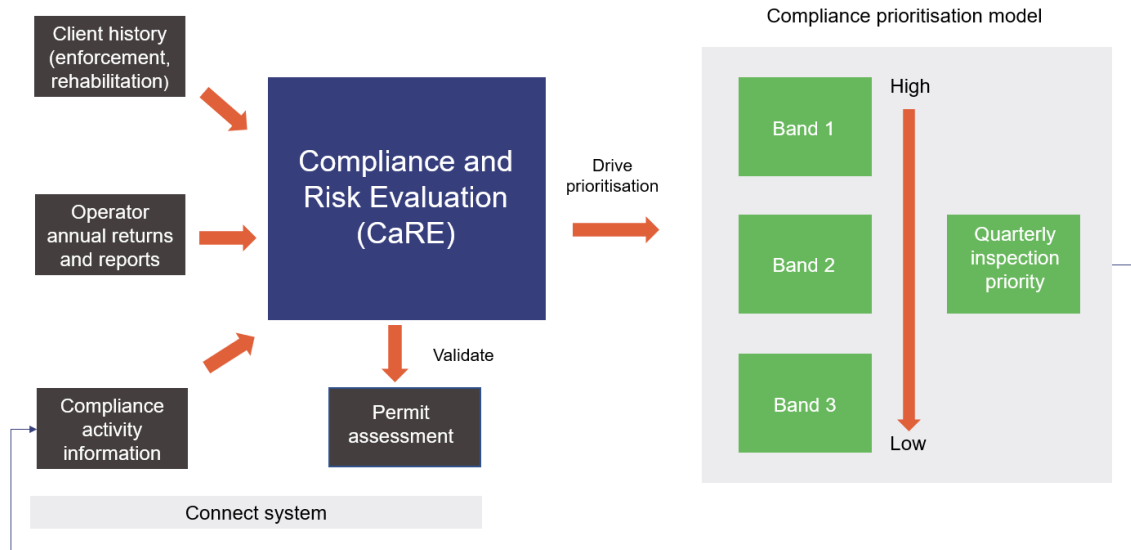 Compliance prioritisation model
Client history
(enforcement,
rehabilitation)
Operator
annual returns
and reports
Compliance
activity
information
Compliance and
Risk Evaluation
(CaRE)
Validate
Permit
assessment
Connect system
Drive
prioritisation
Band 1
Band 2
Band 3
High
Low
Quarterly
inspection
priority